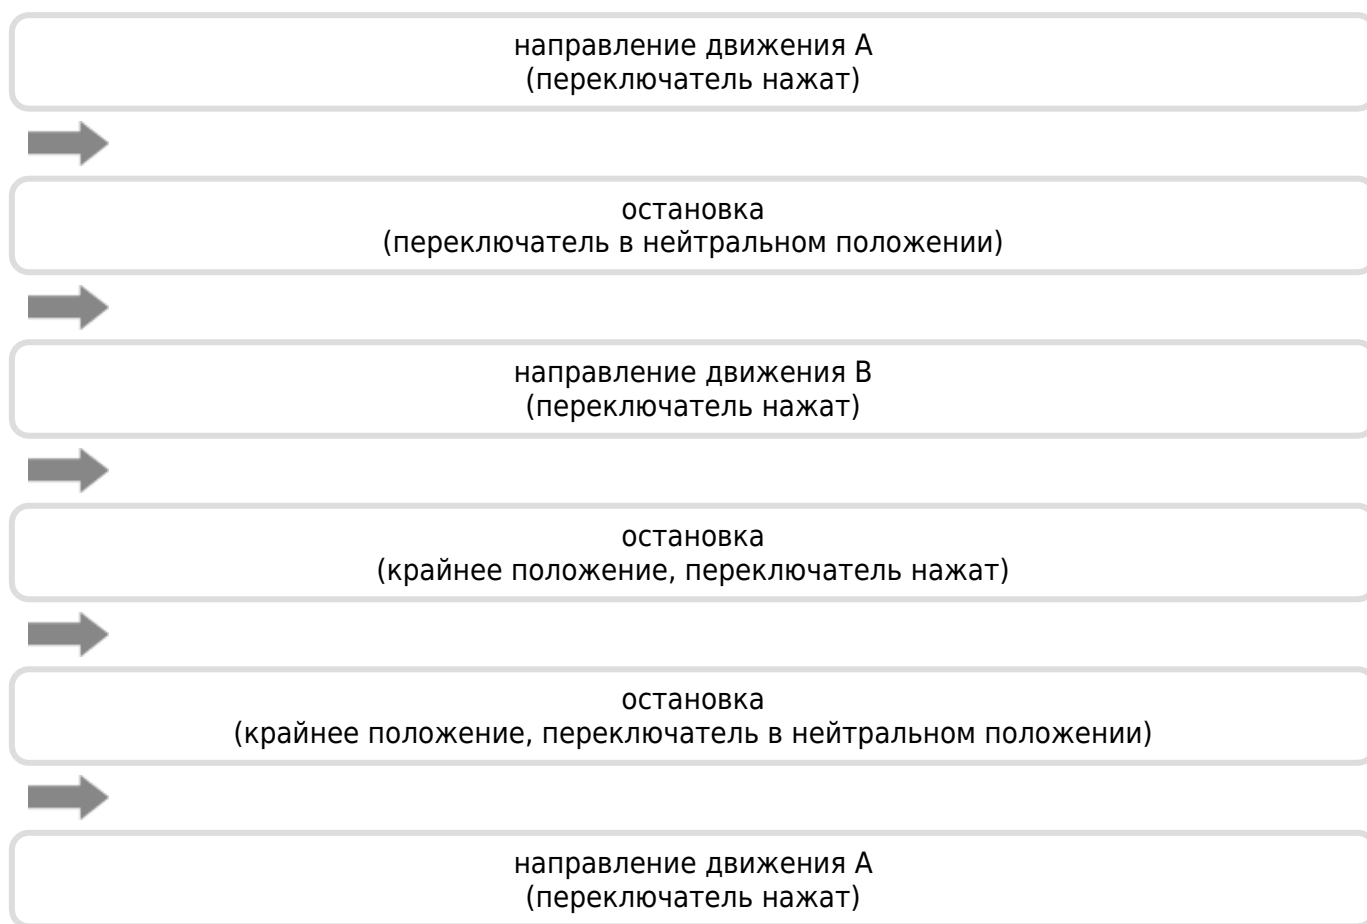 направление движения A
(переключатель нажат)
остановка
(переключатель в нейтральном положении)
направление движения B
(переключатель нажат)
остановка
(крайнее положение, переключатель нажат)
остановка
(крайнее положение, переключатель в нейтральном положении)
направление движения A
(переключатель нажат)